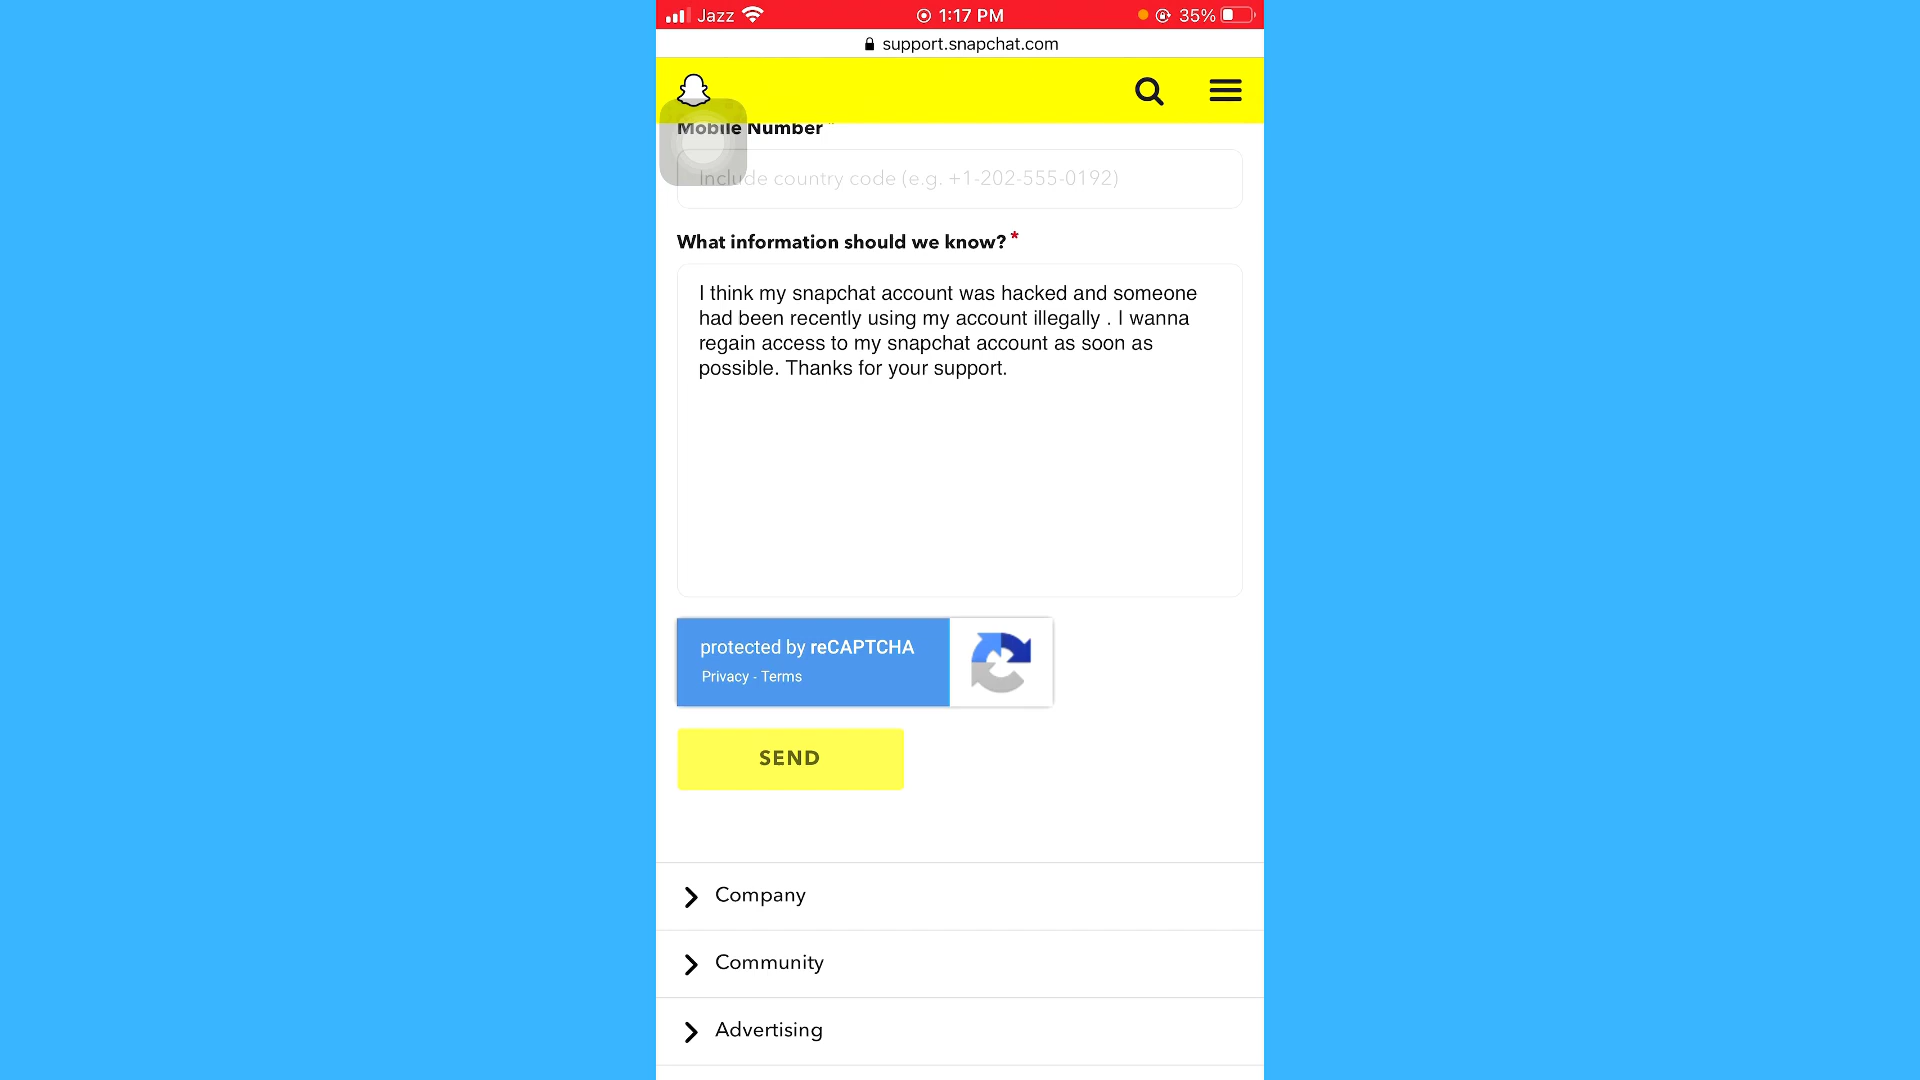 Jazz 1:17 PM 35%
support.snapchat.com
Mobile Number *
Include country code (e.g. +1-202-555-0192)
What information should we know? *
I think my snapchat account was hacked and someone
had been recently using my account illegally . I wanna
regain access to my snapchat account as soon as
possible. Thanks for your support.
protected by reCAPTCHA
Privacy - Terms
SEND
Company
Community
Advertising